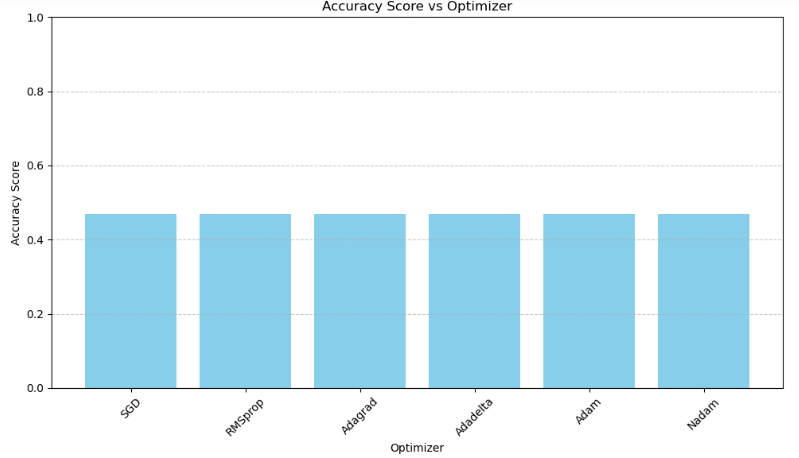 Accuracy Score vs Optimizer
1.0
0.8
0.6
0.4
0.2
0.0
Accuracy Score
SGD
RMSprop
Adagrad
Adadelta
Adam
Nadam
Optimizer